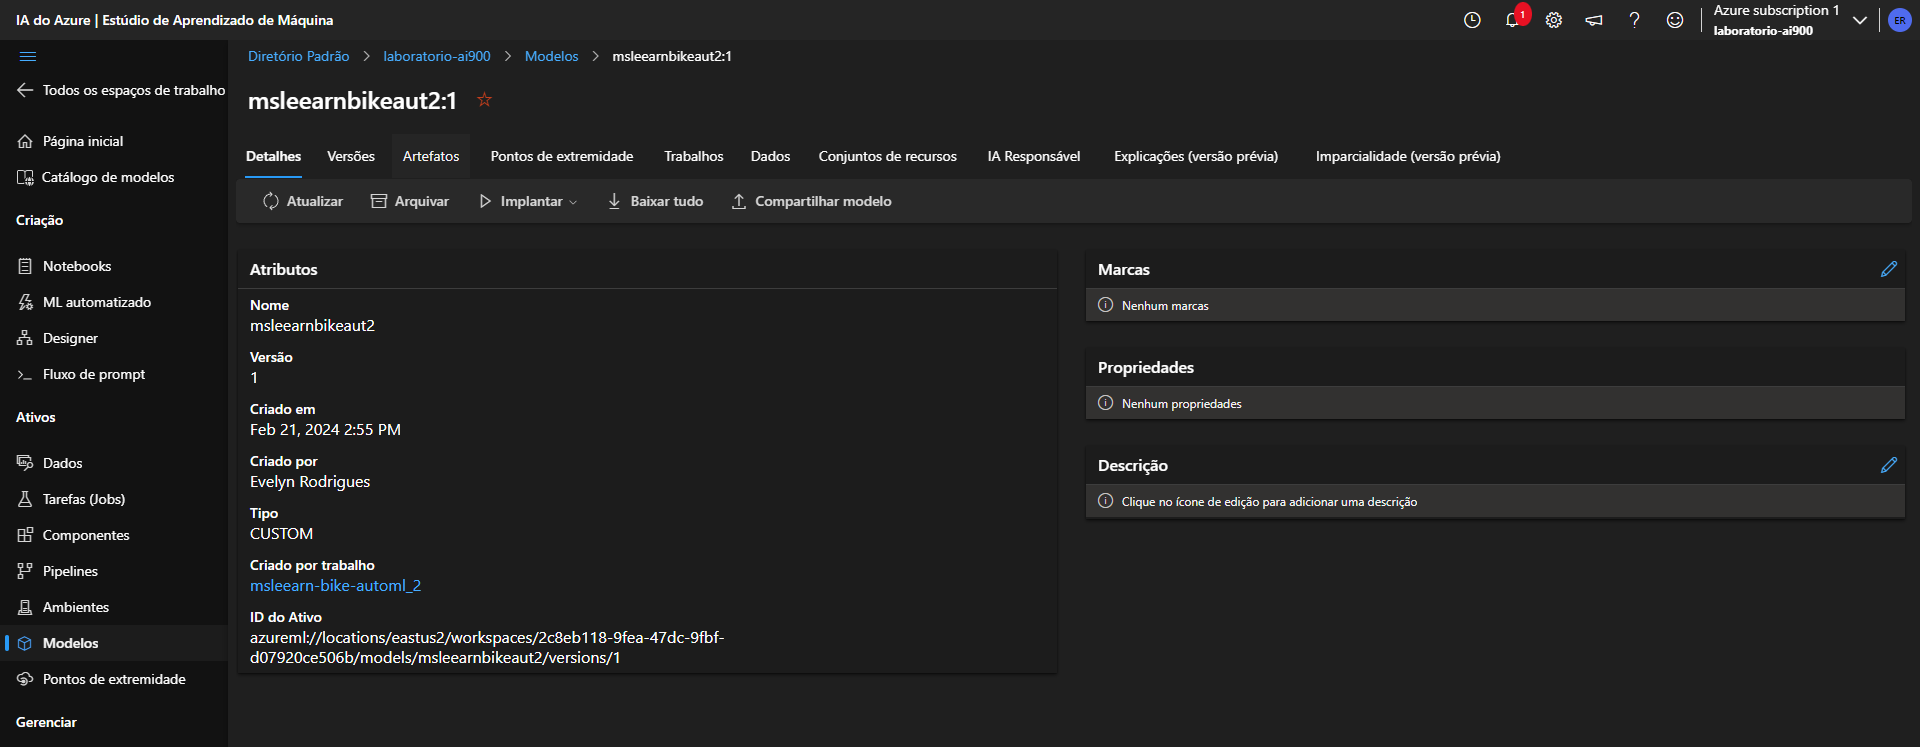 IA do Azure | Estúdio de Aprendizado de Máquina
1
Azure subscription 1
laboratorio-ai900
ER
Todos os espaços de trabalho
Página inicial
Catálogo de modelos
Criação
Notebooks
ML automatizado
Designer
Fluxo de prompt
Ativos
Dados
Tarefas (Jobs)
Componentes
Pipelines
Ambientes
Modelos
Pontos de extremidade
Gerenciar
Diretório Padrão > laboratorio-ai900 > Modelos > msleearnbikeaut2:1
msleearnbikeaut2:1
Detalhes Versões Artefatos Pontos de extremidade Trabalhos Dados Conjuntos de recursos IA Responsável Explicações (versão prévia) Imparcialidade (versão prévia)
Atualizar Arquivar Implantar Baixar tudo Compartilhar modelo
Atributos
Nome
msleearnbikeaut2
Versão
1
Criado em
Feb 21, 2024 2:55 PM
Criado por
Evelyn Rodrigues
Tipo
CUSTOM
Criado por trabalho
msleearn-bike-automl_2
ID do Ativo
azureml://locations/eastus2/workspaces/2c8eb118-9fea-47dc-9fbf-
d07920ce506b/models/msleearnbikeaut2/versions/1
Marcas
Nenhum marcas
Propriedades
Nenhum propriedades
Descrição
Clique no ícone de edição para adicionar uma descrição